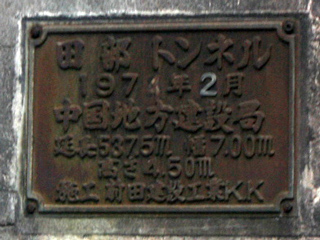 田部トンネル
197年2月
中国地方建設局
延長537.5m 幅7.00m
高さ4.50m
施工 前田建設工業KK